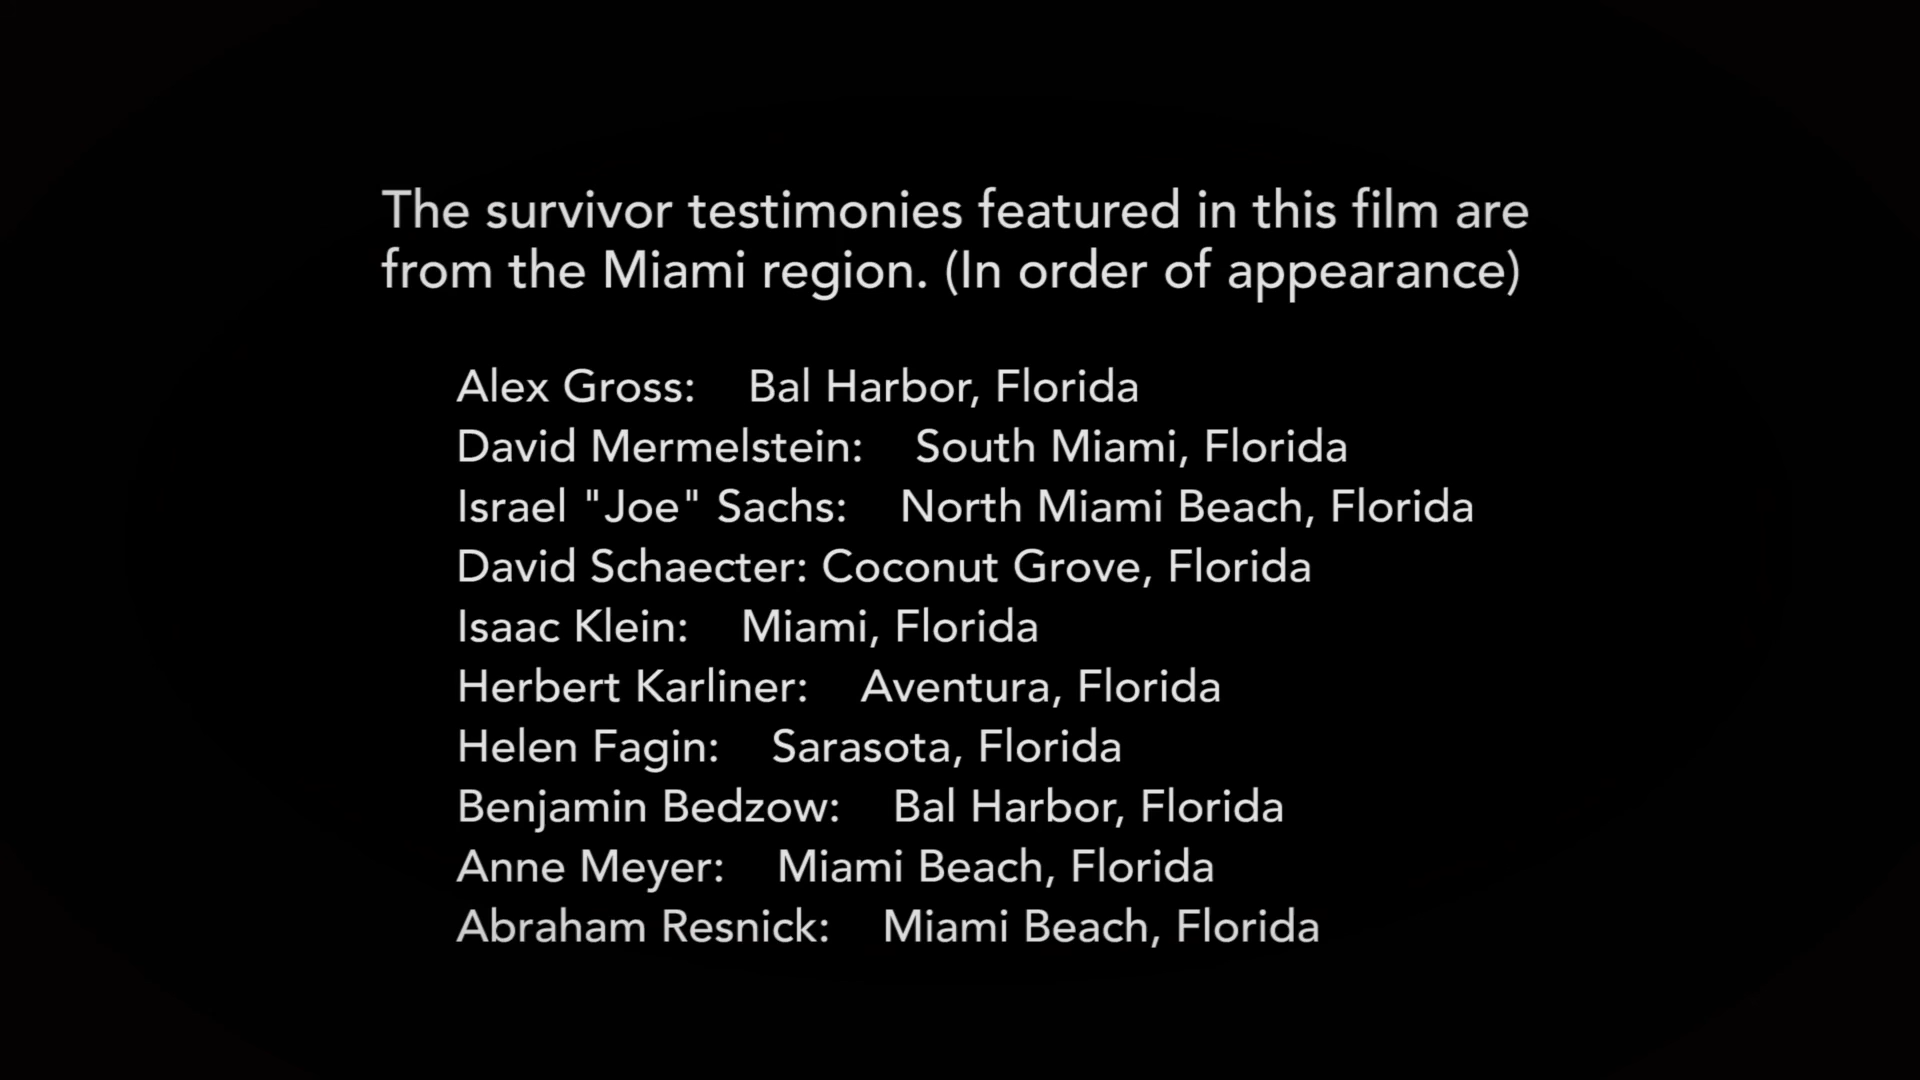 The survivor testimonies featured in this film are
from the Miami region. (In order of appearance)
Alex Gross: Bal Harbor, Florida
David Mermelstein: South Miami, Florida
Israel "Joe" Sachs: North Miami Beach, Florida
David Schaecter: Coconut Grove, Florida
Isaac Klein: Miami, Florida
Herbert Karliner: Aventura, Florida
Helen Fagin: Sarasota, Florida
Benjamin Bedzow: Bal Harbor, Florida
Anne Meyer: Miami Beach, Florida
Abraham Resnick: Miami Beach, Florida